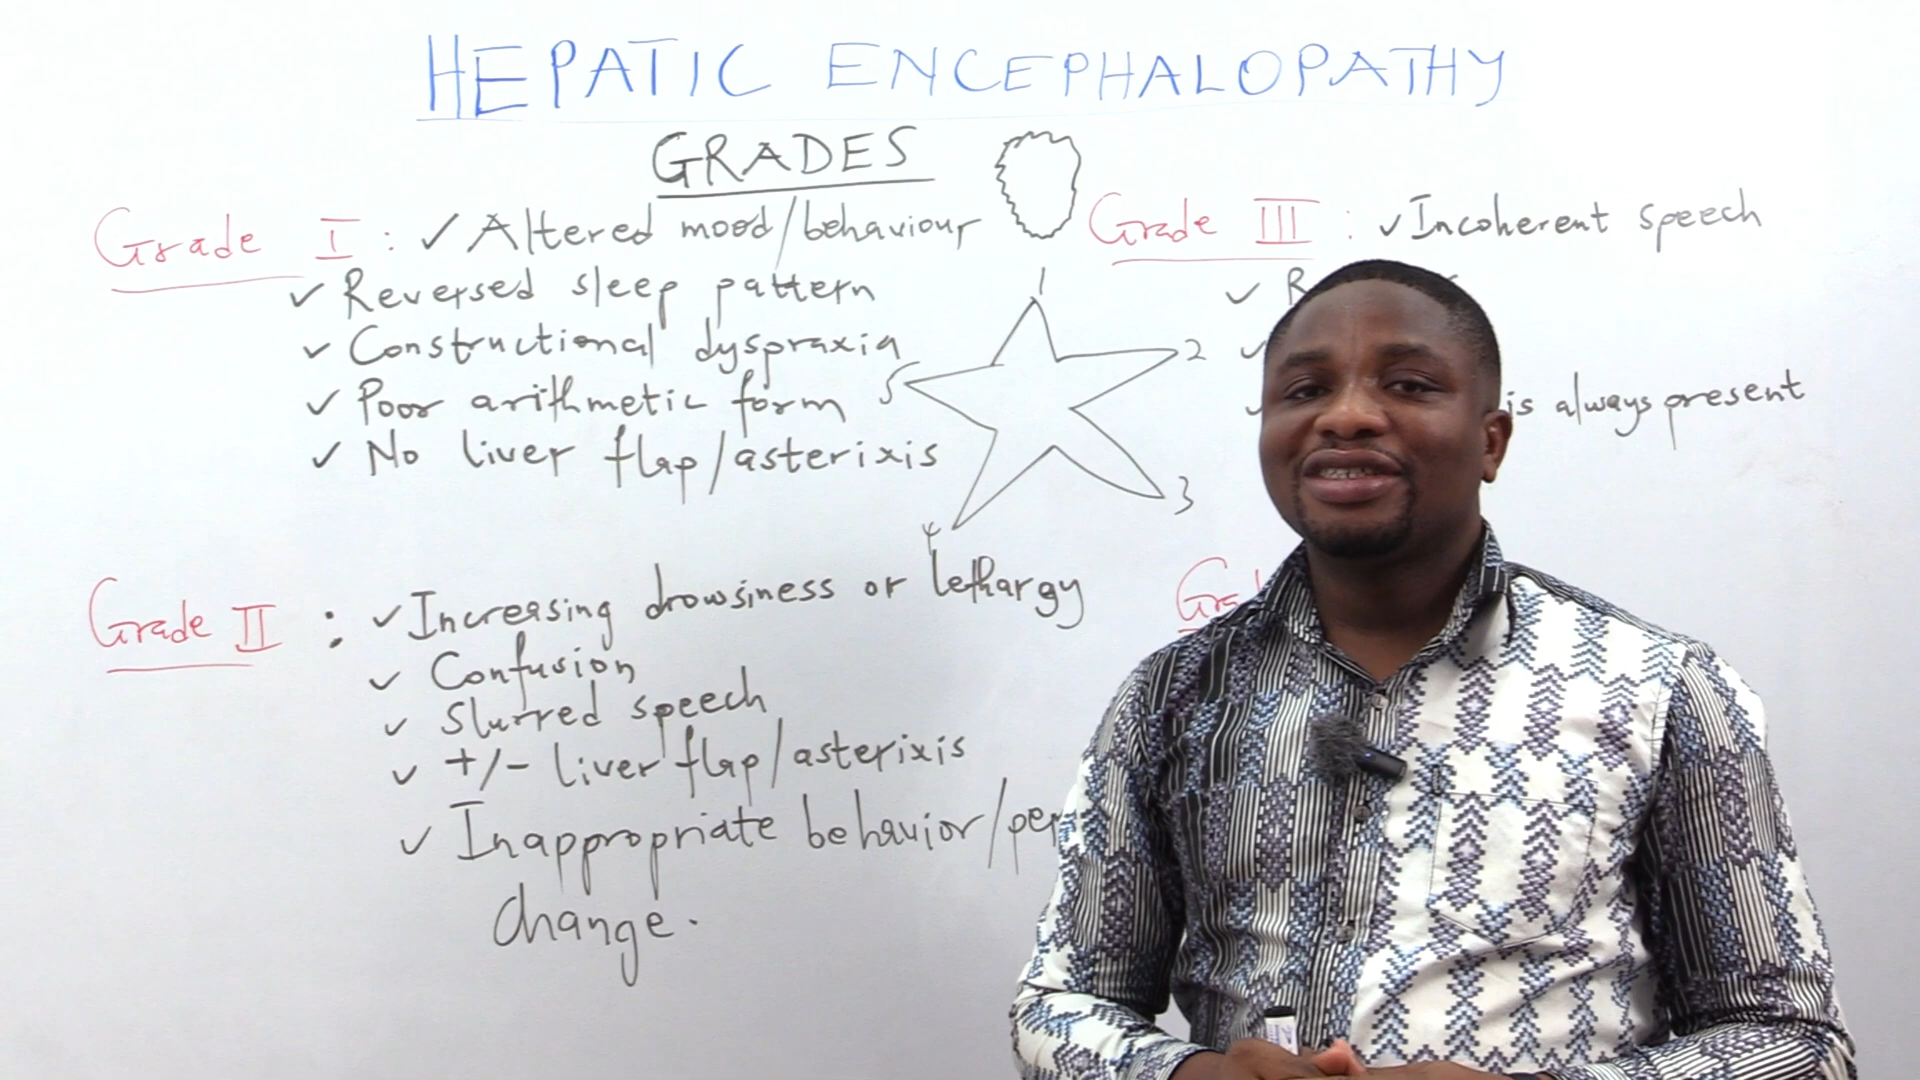 HEPATIC ENCEPHALOPATHY
GRADES
Grade I : ✓ Altered mood/behaviour
✓ Reversed sleep pattern
✓ Constructional dyspraxia
✓ Poor arithmetic form
✓ No liver flap/asterixis
1
2
3
4
5
Grade II : ✓ Increasing drowsiness or lethargy
✓ Confusion
✓ Slurred speech
✓ +/- liver flap/asterixis
✓ Inappropriate behavior/pe
change.
Grade III : ✓ Incoherent speech
✓ R
✓
✓ is always present
Gra